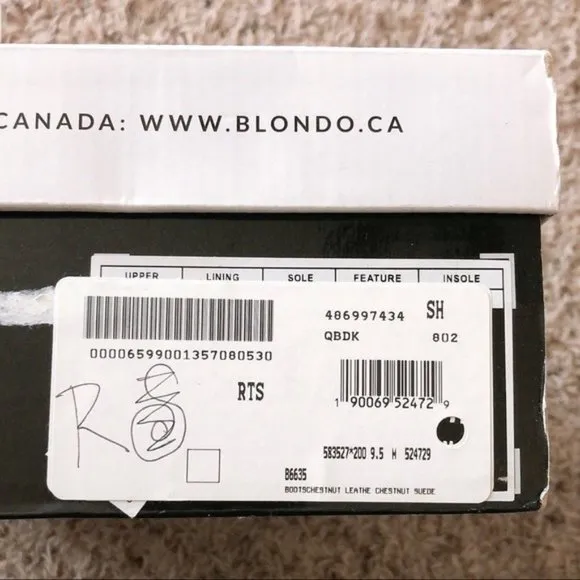 CANADA: WWW.BLONDO.CA
UPPER LINING SOLE FEATURE INSOLE
00006599001357080530
486997434 SH
QBDK 802
RTS
1 90069 52472 9
R
583527*200 9.5 M 524729
B6635
BOOTSCHESTNUT LEATHE CHESTNUT SUEDE